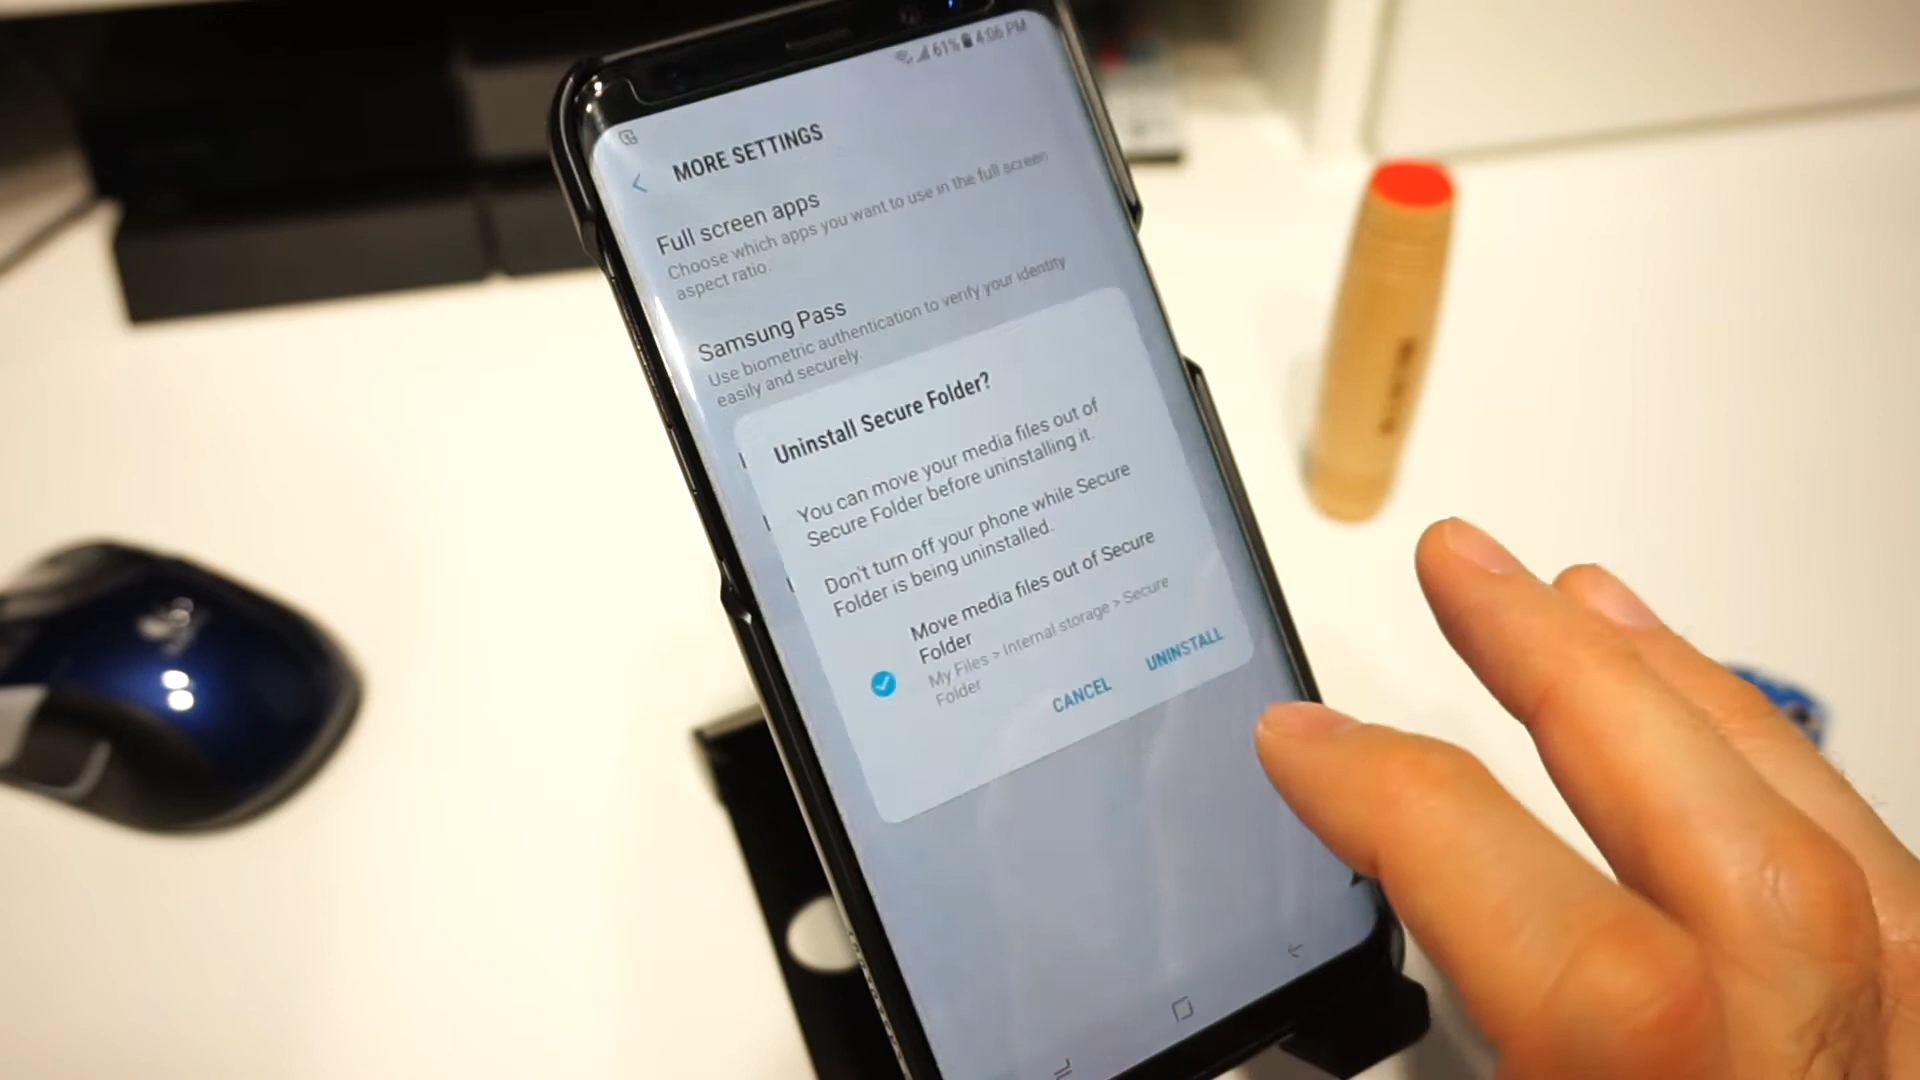 61% 4:06 PM
MORE SETTINGS
Full screen apps
Choose which apps you want to use in the full screen
aspect ratio.
Samsung Pass
Use biometric authentication to verify your identity
easily and securely.
Uninstall Secure Folder?
You can move your media files out of
Secure Folder before uninstalling it.
Don't turn off your phone while Secure
Folder is being uninstalled.
Move media files out of Secure
Folder
My Files > Internal storage > Secure
Folder
CANCEL
UNINSTALL